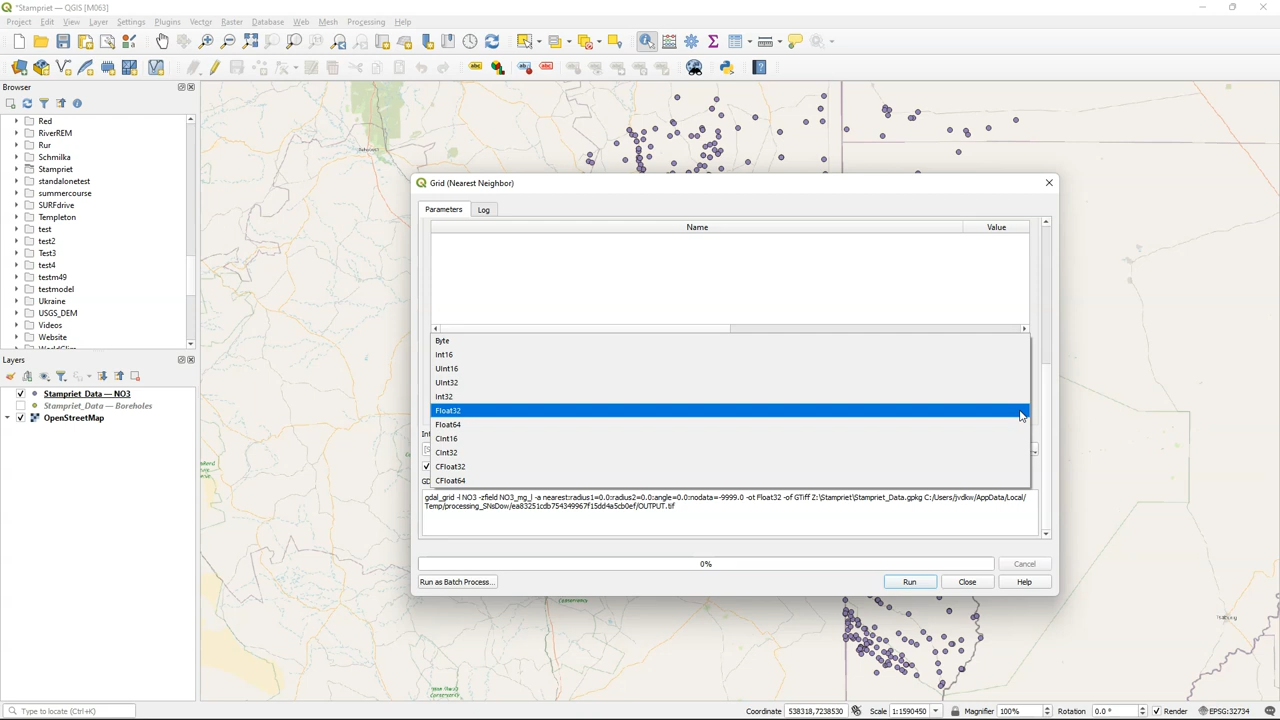 *Stampriet — QGIS [M063]
Project Edit View Layer Settings Plugins Vector Raster Database Web Mesh Processing Help
Browser
Red
RiverREM
Rur
Schmilka
Stampriet
standalonetest
summercourse
SURFdrive
Templeton
test
test2
Test3
test4
testm49
testmodel
Ukraine
USGS_DEM
Videos
Website
Layers
Stampriet Data — NO3
Stampriet_Data — Boreholes
OpenStreetMap
Grid (Nearest Neighbor)
Parameters Log
Name Value
Byte
Int16
UInt16
UInt32
Int32
Float32
Float64
CInt16
CInt32
CFloat32
CFloat64
gdal_grid -l NO3 -zfield NO3_mg_l -a nearest:radius1=0.0:radius2=0.0:angle=0.0:nodata=-9999.0 -ot Float32 -of GTiff Z:\Stampriet\Stampriet_Data.gpkg C:/Users/jvdkw/AppData/Local/
Temp/processing_SNsDow/ea83251cdb754349967f15dd4a5cb0ef/OUTPUT.tif
0% Cancel
Run as Batch Process... Run Close Help
Type to locate (Ctrl+K) Coordinate 538318,7238530 Scale 1:1590450 Magnifier 100% Rotation 0.0 ° Render EPSG:32734